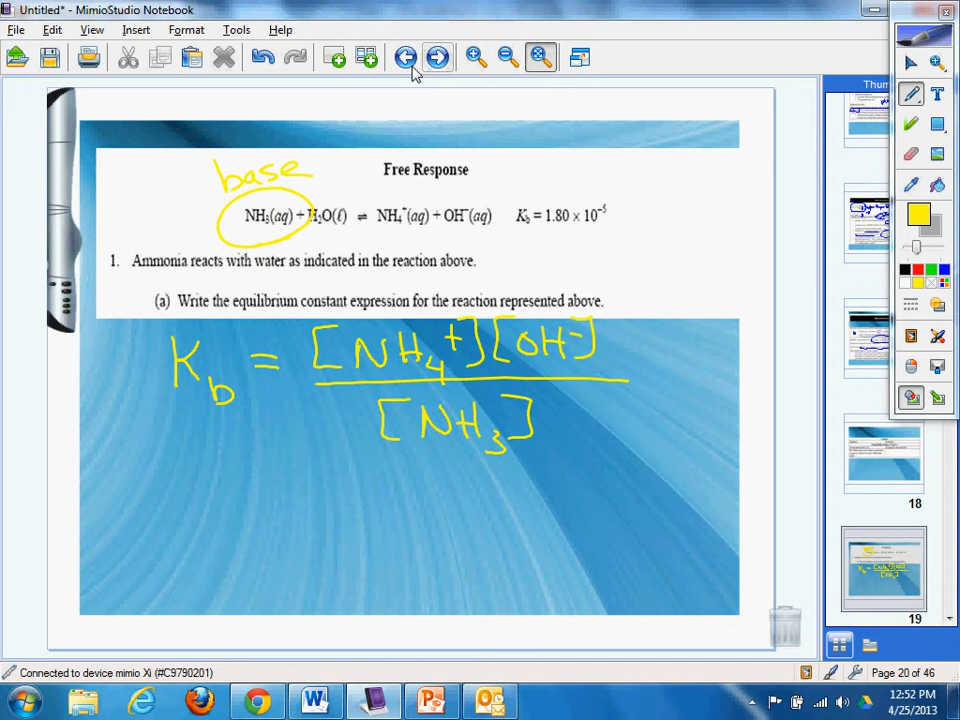 Untitled* - MimioStudio Notebook
File Edit View Insert Format Tools Help
Thum
base
Free Response
NH₃(aq) + H₂O(ℓ) ⇌ NH₄⁺(aq) + OH⁻(aq) K_b = 1.80 × 10⁻⁵
1. Ammonia reacts with water as indicated in the reaction above.
(a) Write the equilibrium constant expression for the reaction represented above.
K_b = [NH₄⁺][OH⁻]
[NH₃]
18
19
Connected to device mimio Xi (#C9790201)
Page 20 of 46
12:52 PM
4/25/2013